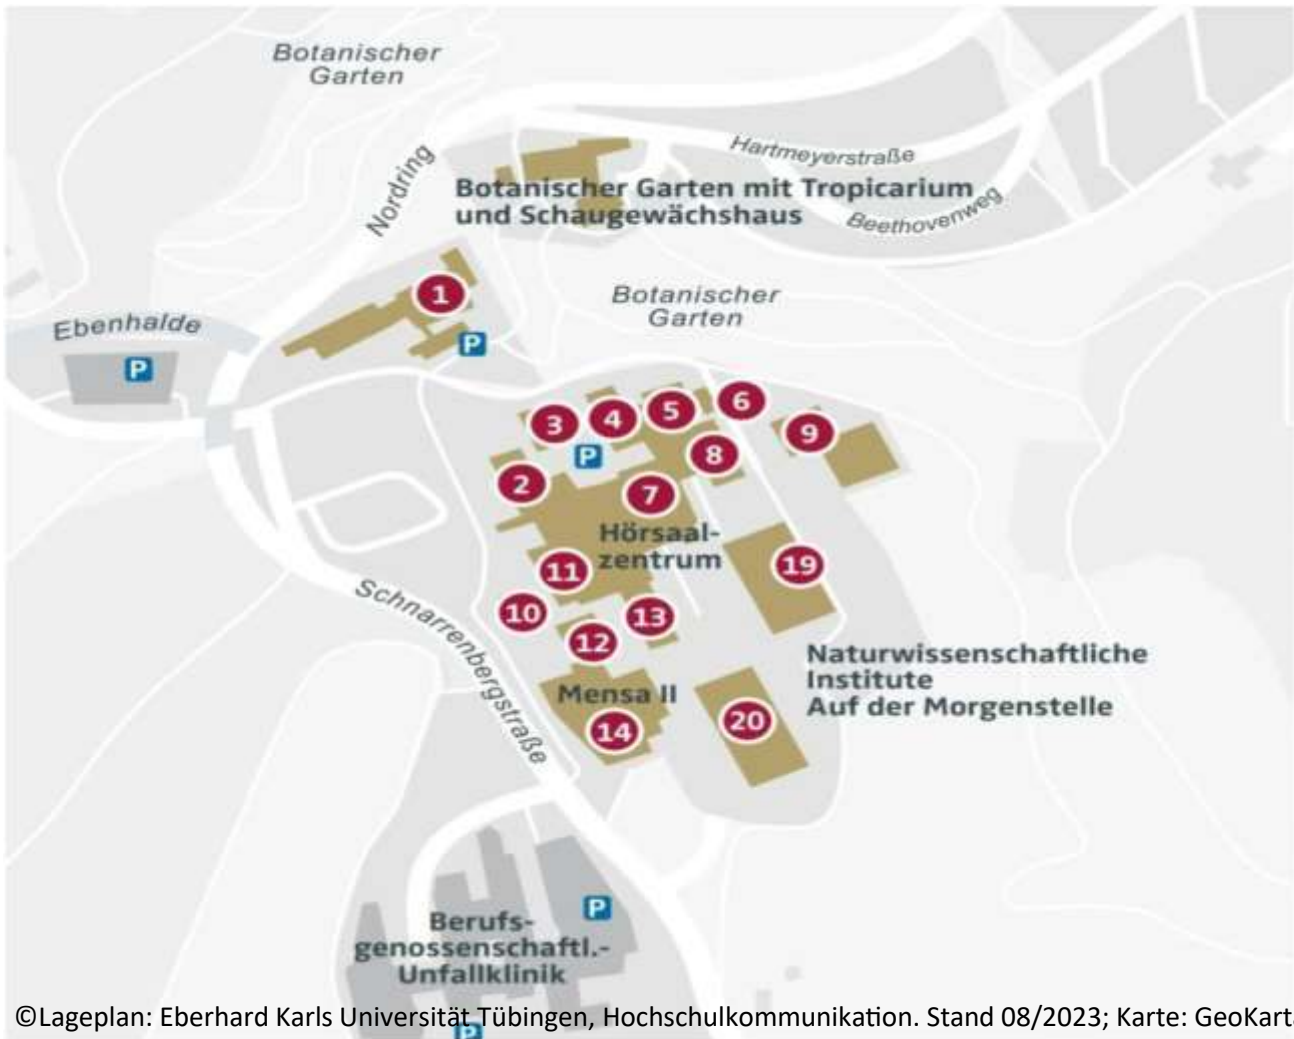 Botanischer
Garten
Nordring
Hartmeyerstraße
Botanischer Garten mit Tropicarium
und Schaugewächshaus
Beethovenweg
1
Botanischer
Garten
Ebenhalde
P
P
3
4
5
6
9
P
8
2
7
Hörsaal-
zentrum
11
19
Schnarrenbergstraße
10
13
12
Naturwissenschaftliche
Institute
Auf der Morgenstelle
Mensa II
14
20
P
Berufs-
genossenschaftl.-
Unfallklinik
©Lageplan: Eberhard Karls Universität Tübingen, Hochschulkommunikation. Stand 08/2023; Karte: GeoKart
P